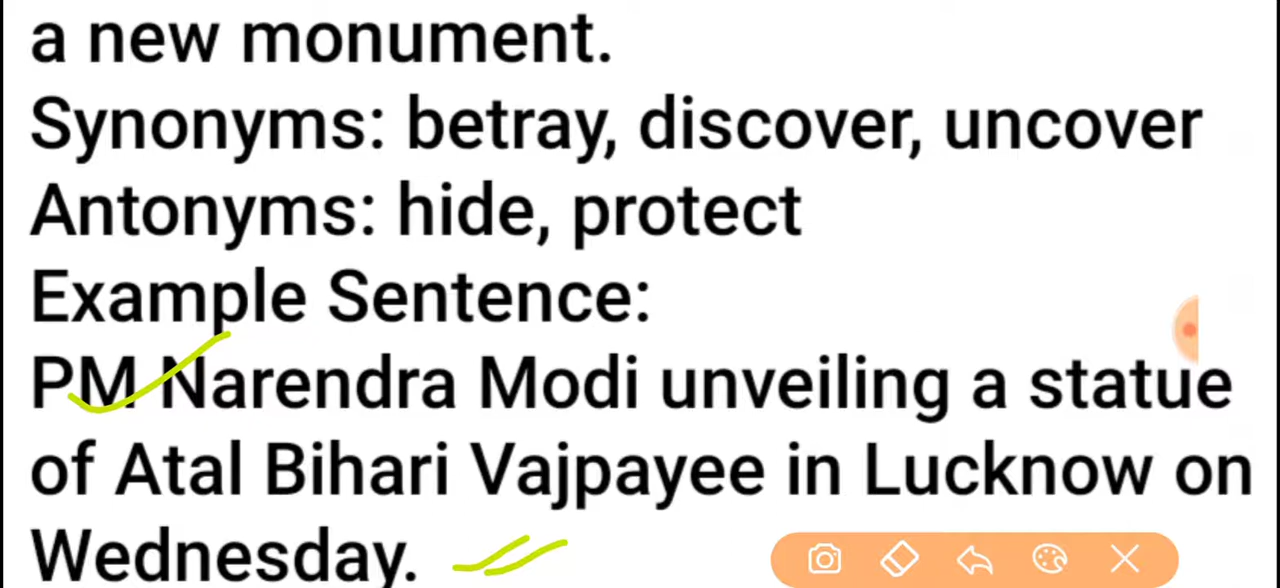 a new monument.
Synonyms: betray, discover, uncover
Antonyms: hide, protect
Example Sentence:
PM Narendra Modi unveiling a statue
of Atal Bihari Vajpayee in Lucknow on
Wednesday.